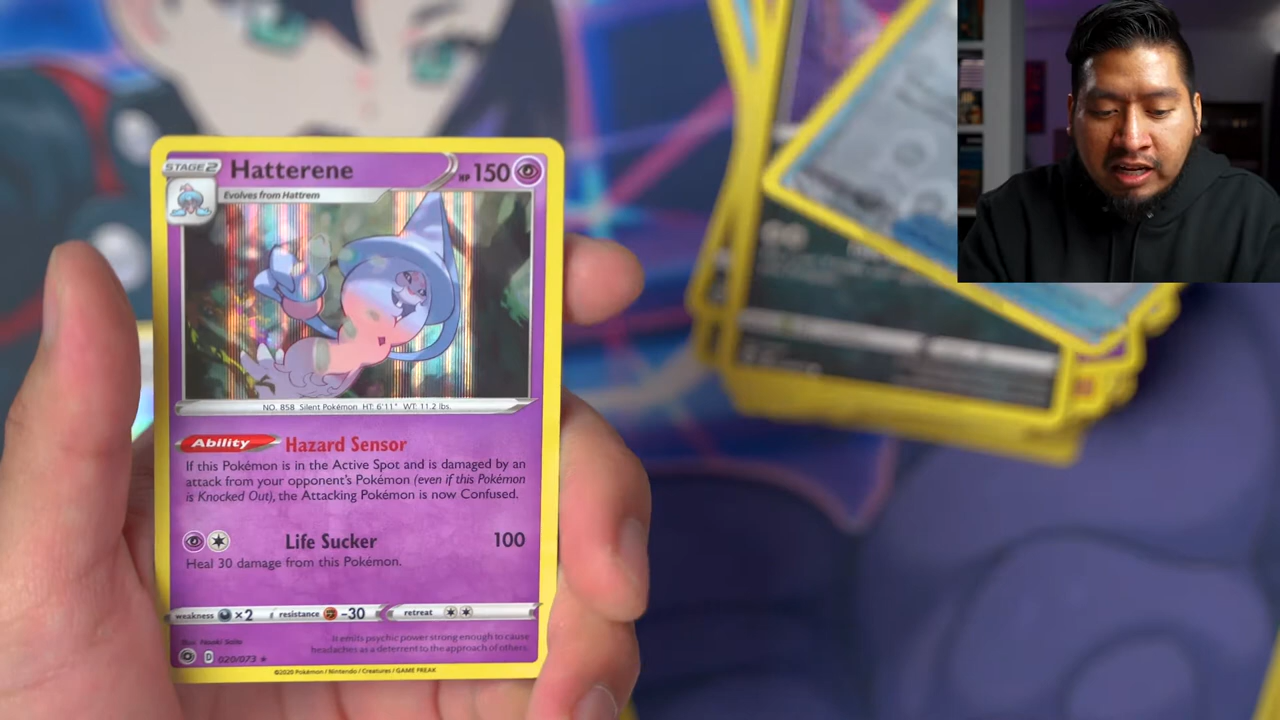 STAGE2 Hatterene HP 150
Evolves from Hattrem
NO. 858 Silent Pokémon HT: 6'11" WT: 11.2 lbs.
Ability Hazard Sensor
If this Pokémon is in the Active Spot and is damaged by an
attack from your opponent's Pokémon (even if this Pokémon
is Knocked Out), the Attacking Pokémon is now Confused.
Life Sucker 100
Heal 30 damage from this Pokémon.
weakness ×2 resistance -30 retreat
Illus. Naoki Saito
It emits psychic power strong enough to cause
headaches as a deterrent to the approach of others.
D 020/073 ★
©2020 Pokémon / Nintendo / Creatures / GAME FREAK